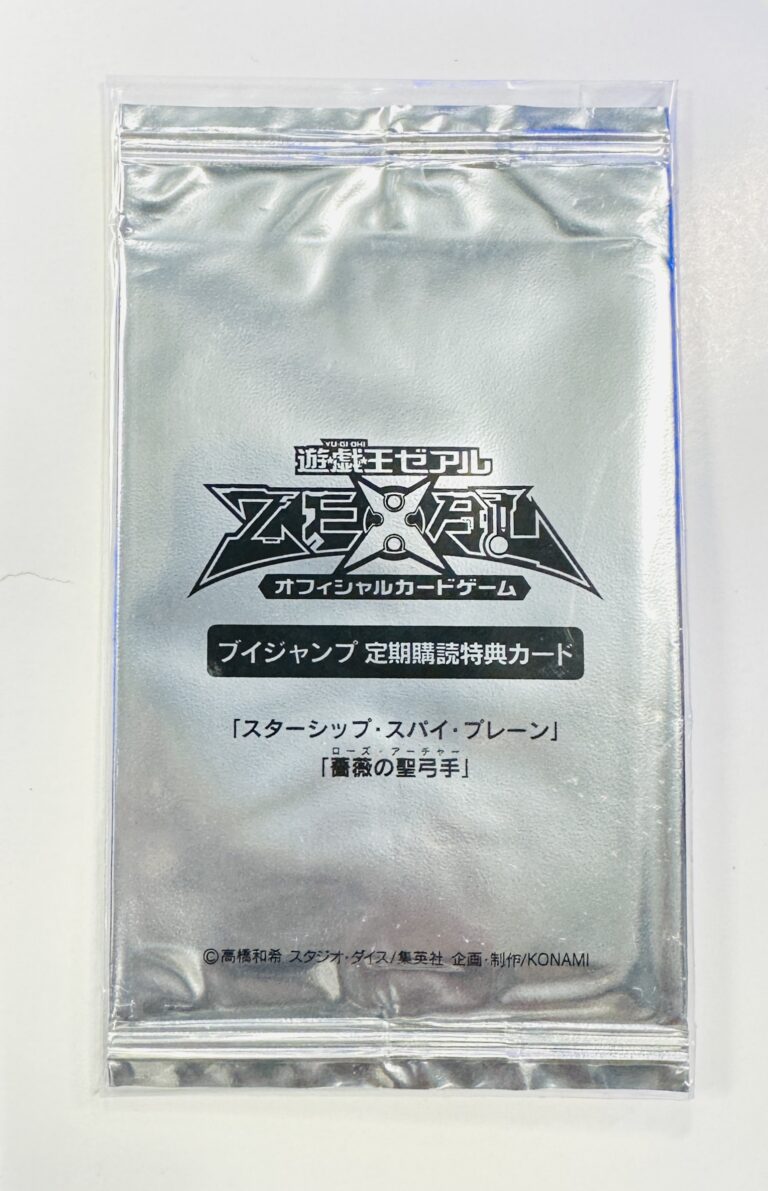 YU-GI-OH!
遊戯王ゼアル
ZEXAL
オフィシャルカードゲーム
ブイジャンプ 定期購読特典カード
「スターシップ・スパイ・プレーン」
ローズ・アーチャー
「薔薇の聖弓手」
©高橋和希 スタジオ・ダイス/集英社 企画・制作/KONAMI